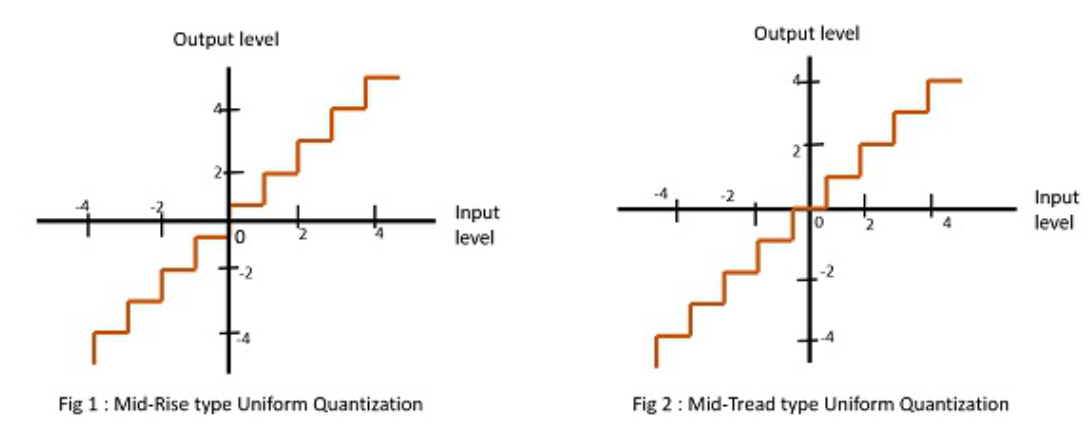 Output level
4
2
-4
-2
0
2
4
Input
level
-2
-4
Fig 1 : Mid-Rise type Uniform Quantization
Output level
4
2
-4
-2
0
2
4
Input
level
-2
-4
Fig 2 : Mid-Tread type Uniform Quantization